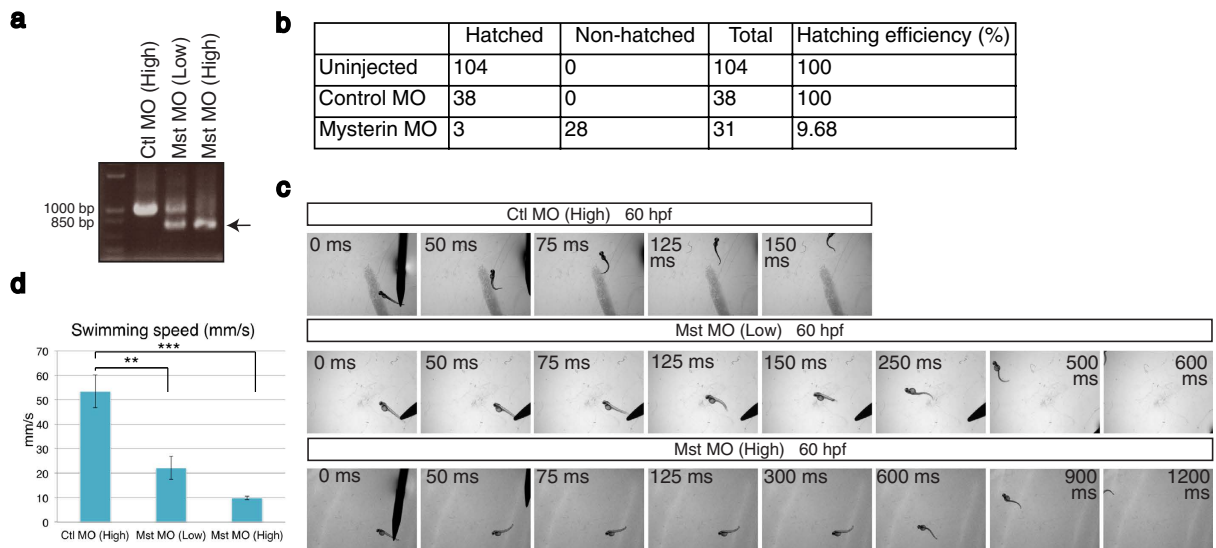 a
Ctl MO (High)
Mst MO (Low)
Mst MO (High)
1000 bp
850 bp
b
Hatched Non-hatched Total Hatching efficiency (%)
Uninjected 104 0 104 100
Control MO 38 0 38 100
Mysterin MO 3 28 31 9.68
c
Ctl MO (High) 60 hpf
0 ms 50 ms 75 ms 125 ms 150 ms
Mst MO (Low) 60 hpf
0 ms 50 ms 75 ms 125 ms 150 ms 250 ms 500 ms 600 ms
Mst MO (High) 60 hpf
0 ms 50 ms 75 ms 125 ms 300 ms 600 ms 900 ms 1200 ms
d
Swimming speed (mm/s)
***
**
70
60
50
40
30
20
10
0
mm/s
Ctl MO (High) Mst MO (Low) Mst MO (High)